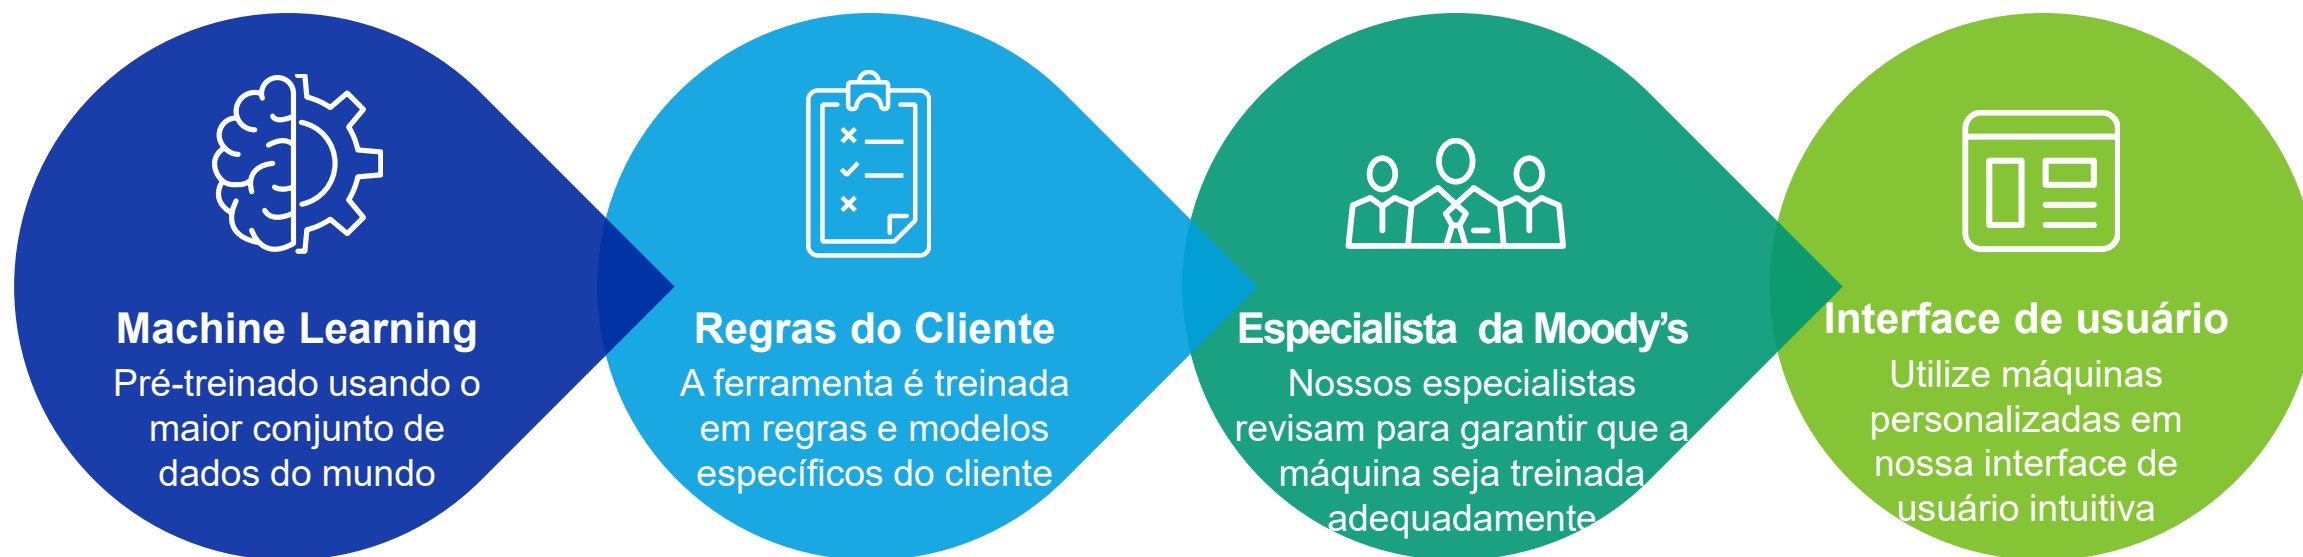 Machine Learning
Pré-treinado usando o
maior conjunto de
dados do mundo
Regras do Cliente
A ferramenta é treinada
em regras e modelos
específicos do cliente
Especialista da Moody’s
Nossos especialistas
revisam para garantir que a
máquina seja treinada
adequadamente
Interface de usuário
Utilize máquinas
personalizadas em
nossa interface de
usuário intuitiva